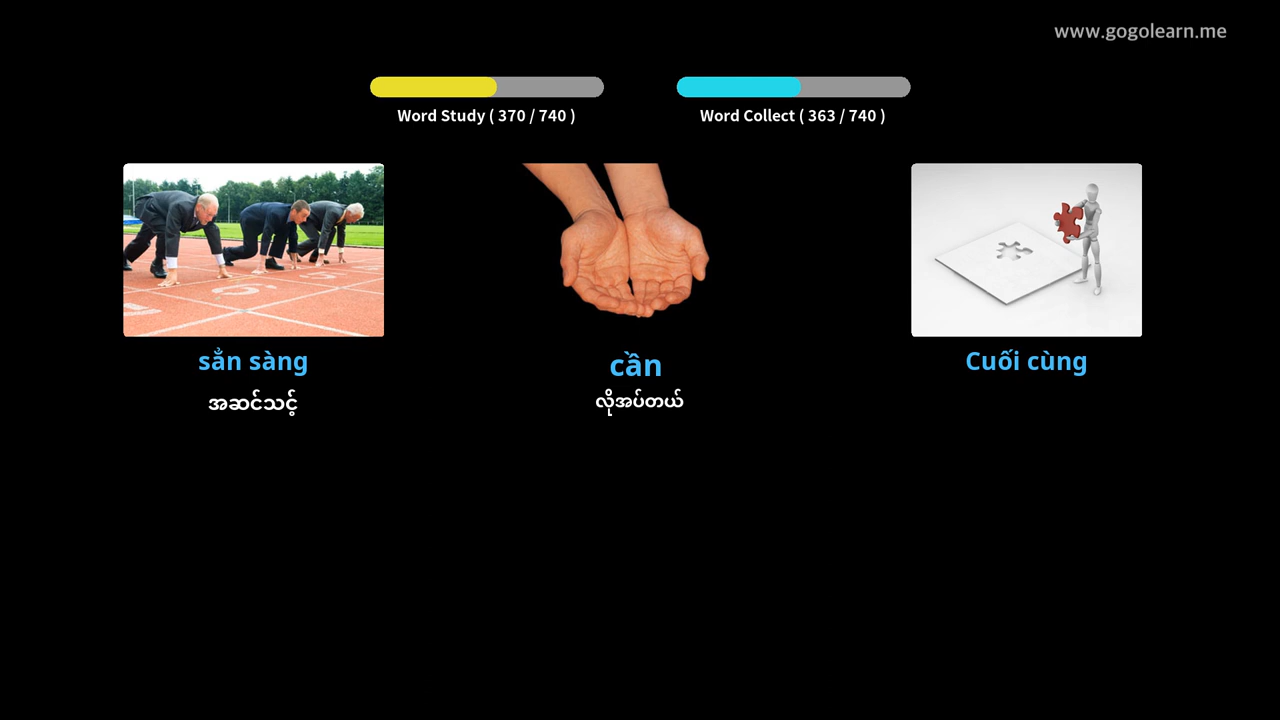 www.gogolearn.me
Word Study ( 370 / 740 )
Word Collect ( 363 / 740 )
sẳn sàng
cần
Cuối cùng
အဆင်သင့်
လိုအပ်တယ်